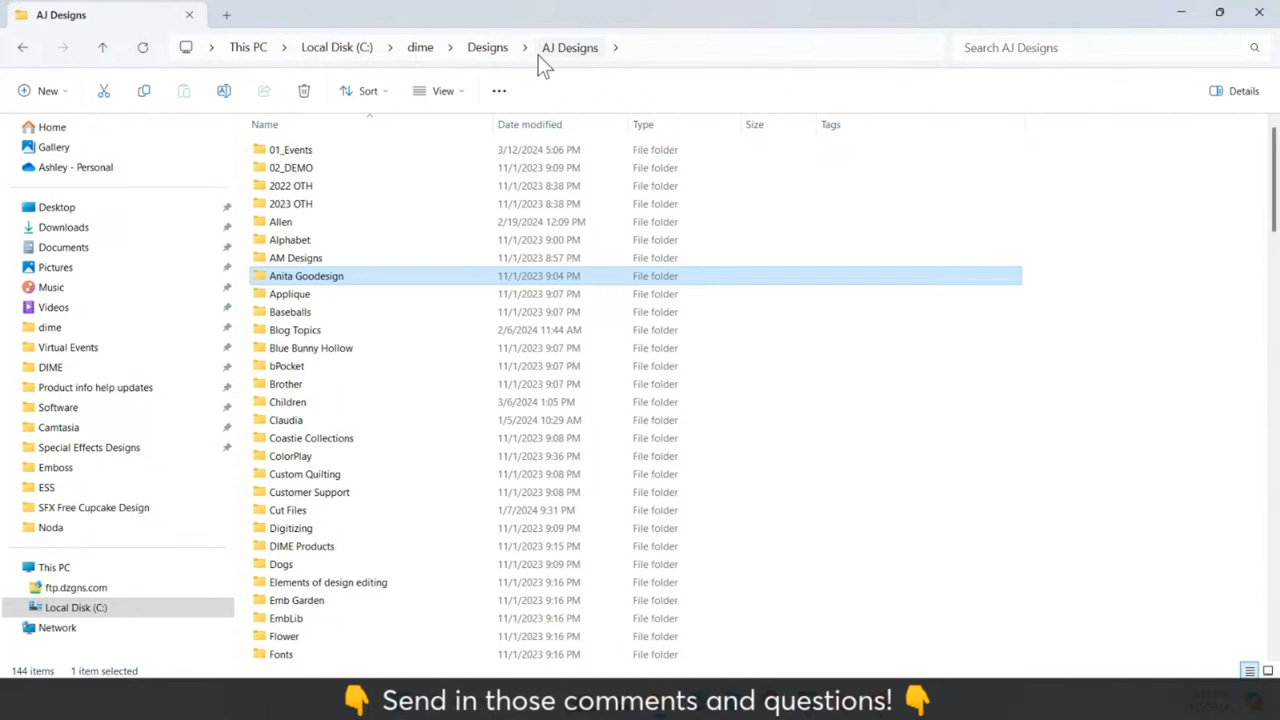 AJ Designs
This PC > Local Disk (C:) > dime > Designs > AJ Designs >
Search AJ Designs
New
Sort
View
Details
Home
Gallery
Ashley - Personal
Desktop
Downloads
Documents
Pictures
Music
Videos
dime
Virtual Events
DIME
Product info help updates
Software
Camtasia
Special Effects Designs
Emboss
ESS
SFX Free Cupcake Design
Noda
This PC
ftp.dzgns.com
Local Disk (C:)
Network
Name Date modified Type Size Tags
01_Events 3/12/2024 5:06 PM File folder
02_DEMO 11/1/2023 9:09 PM File folder
2022 OTH 11/1/2023 8:38 PM File folder
2023 OTH 11/1/2023 8:38 PM File folder
Allen 2/19/2024 12:09 PM File folder
Alphabet 11/1/2023 9:00 PM File folder
AM Designs 11/1/2023 8:57 PM File folder
Anita Goodesign 11/1/2023 9:04 PM File folder
Applique 11/1/2023 9:07 PM File folder
Baseballs 11/1/2023 9:07 PM File folder
Blog Topics 2/6/2024 11:44 AM File folder
Blue Bunny Hollow 11/1/2023 9:07 PM File folder
bPocket 11/1/2023 9:07 PM File folder
Brother 11/1/2023 9:07 PM File folder
Children 3/6/2024 1:05 PM File folder
Claudia 1/5/2024 10:29 AM File folder
Coastie Collections 11/1/2023 9:08 PM File folder
ColorPlay 11/1/2023 9:36 PM File folder
Custom Quilting 11/1/2023 9:08 PM File folder
Customer Support 11/1/2023 9:08 PM File folder
Cut Files 1/7/2024 9:31 PM File folder
Digitizing 11/1/2023 9:09 PM File folder
DIME Products 11/1/2023 9:15 PM File folder
Dogs 11/1/2023 9:09 PM File folder
Elements of design editing 11/1/2023 9:16 PM File folder
Emb Garden 11/1/2023 9:16 PM File folder
EmbLib 11/1/2023 9:16 PM File folder
Flower 11/1/2023 9:16 PM File folder
Fonts 11/1/2023 9:16 PM File folder
144 items 1 item selected
👇 Send in those comments and questions! 👇